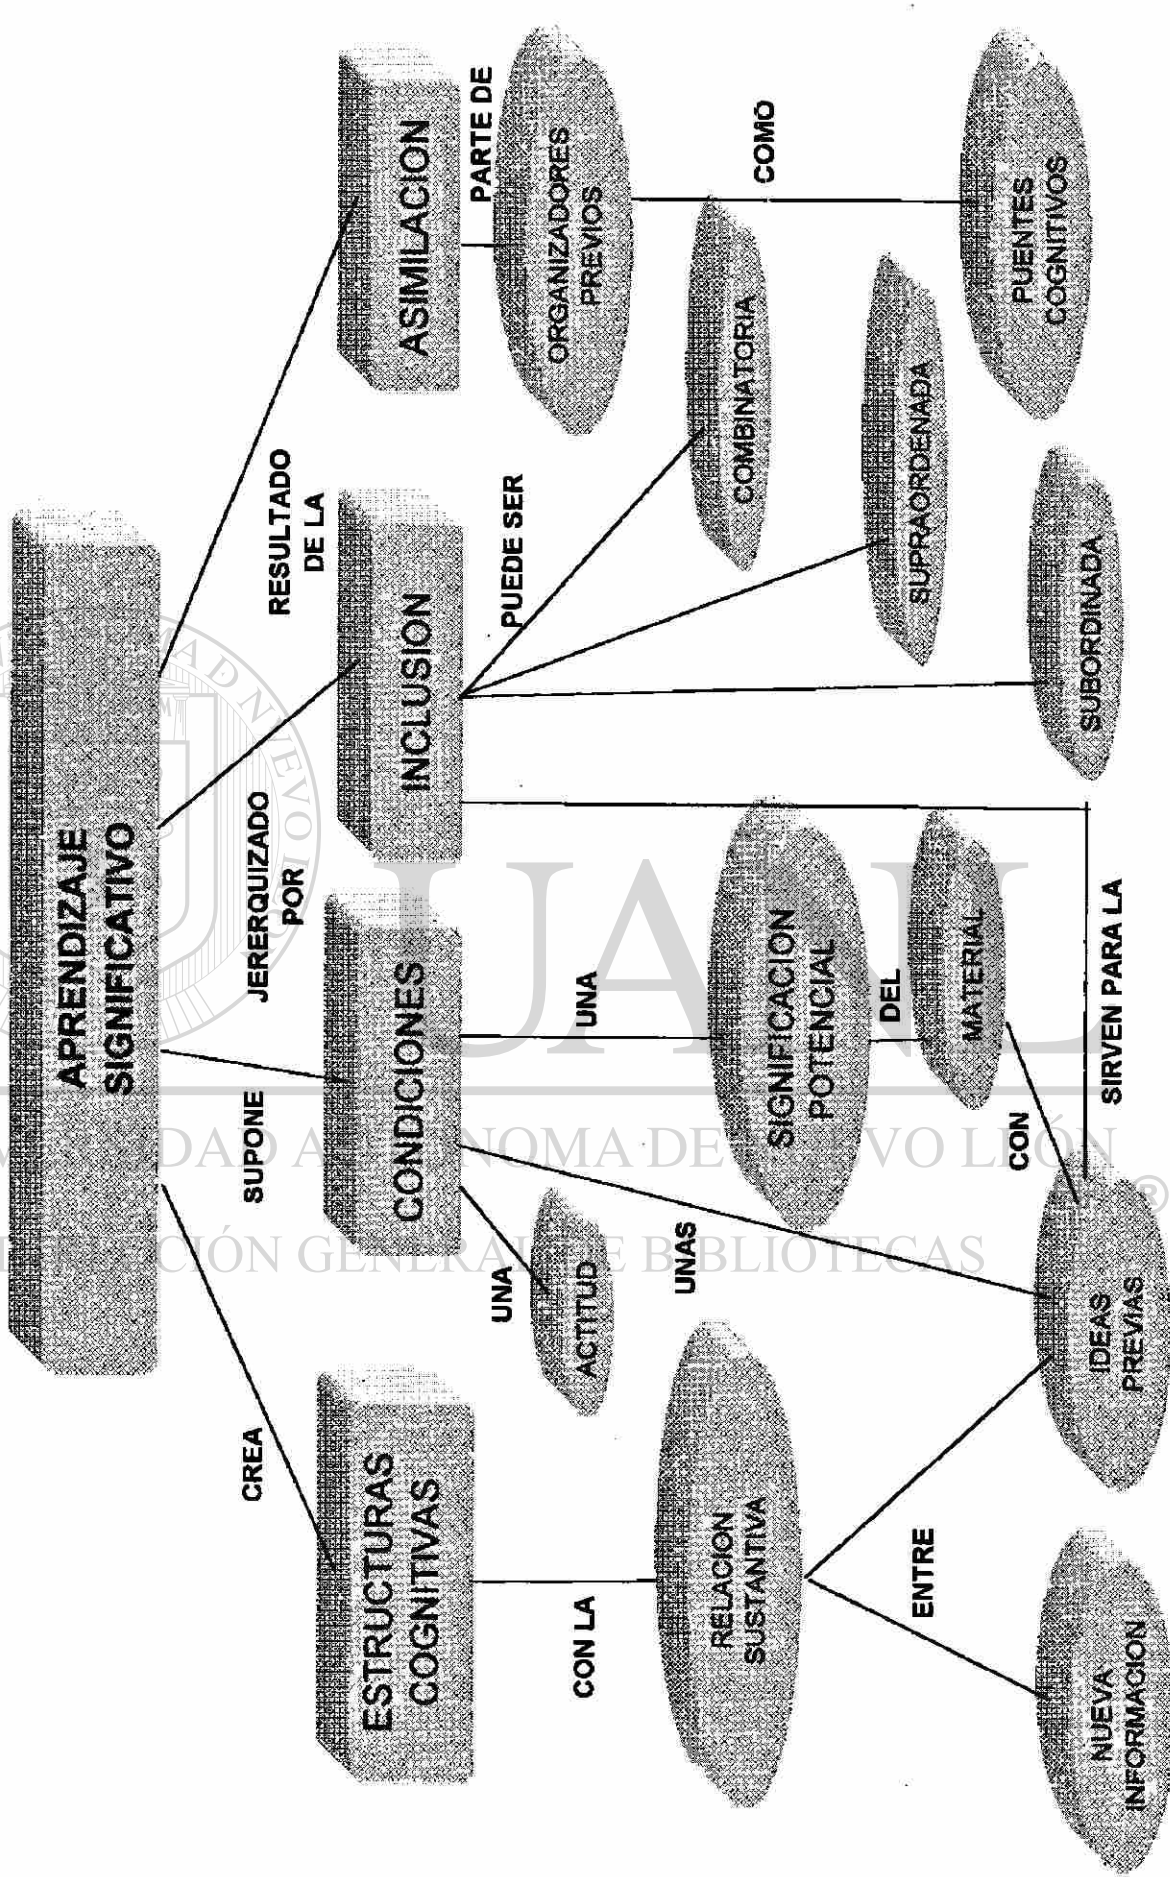 APRENDIZAJE
SIGNIFICATIVO
CREA
SUPONE
JERERQUIZADO
POR
RESULTADO
DE LA
ESTRUCTURAS
COGNITIVAS
CONDICIONES
INCLUSION
ASIMILACION
CON LA
UNA
UNAS
UNA
PUEDE SER
PARTE DE
ACTITUD
ORGANIZADORES
PREVIOS
RELACION
SUSTANTIVA
SIGNIFICACION
POTENCIAL
COMBINATORIA
COMO
DEL
MATERIAL
SUPRAORDENADA
ENTRE
CON
NUEVA
INFORMACION
IDEAS
PREVIAS
SUBORDINADA
PUENTES
COGNITIVOS
SIRVEN PARA LA
UANL
DE NUEVO LEÓN
®
DIRECCIÓN GENERAL DE BIBLIOTECAS